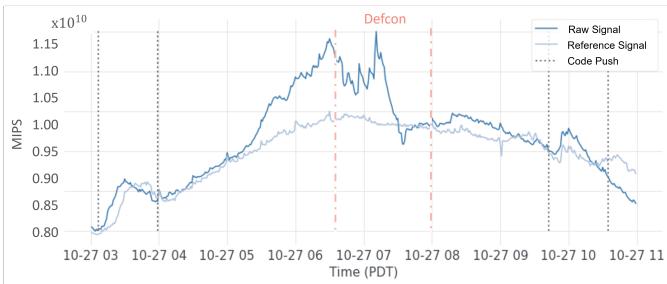 x10^10
Defcon
Raw Signal
Reference Signal
Code Push
1.15
1.10
1.05
1.00
0.95
0.90
0.85
0.80
MIPS
10-27 03 10-27 04 10-27 05 10-27 06 10-27 07 10-27 08 10-27 09 10-27 10 10-27 11
Time (PDT)